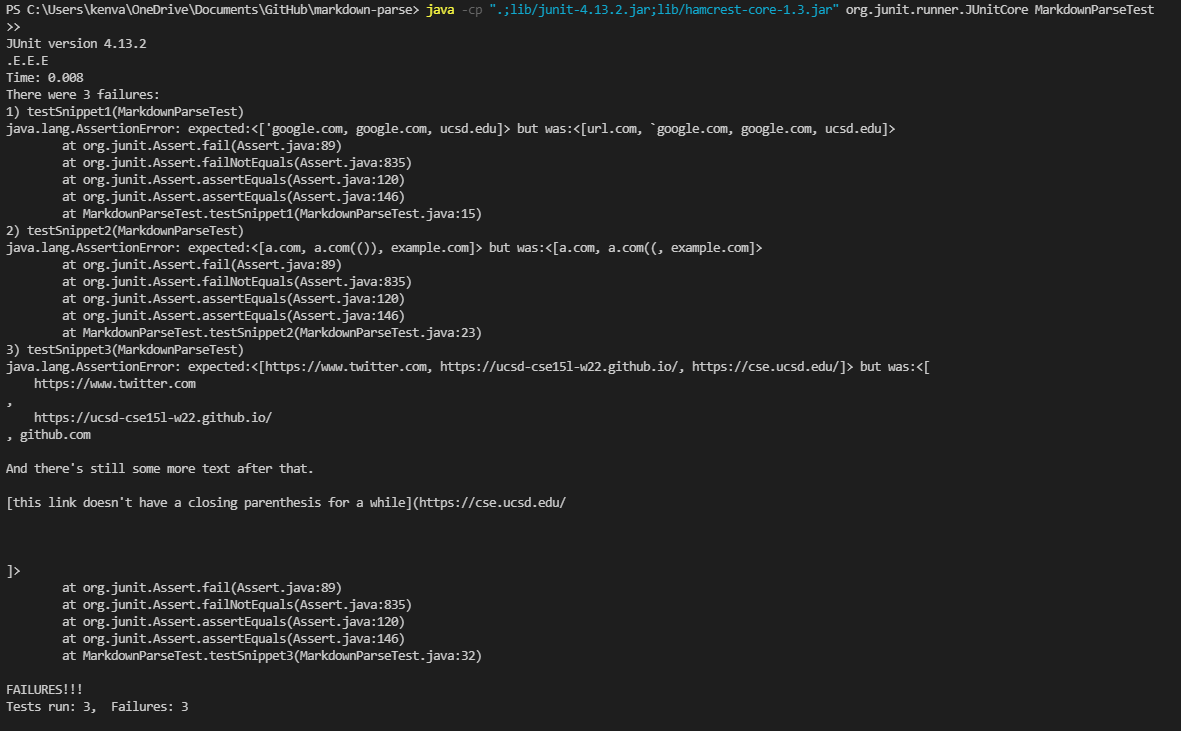 PS C:\Users\kenva\OneDrive\Documents\GitHub\markdown-parse> java -cp ".;lib/junit-4.13.2.jar;lib/hamcrest-core-1.3.jar" org.junit.runner.JUnitCore MarkdownParseTest
>>
JUnit version 4.13.2
.E.E.E
Time: 0.008
There were 3 failures:
1) testSnippet1(MarkdownParseTest)
java.lang.AssertionError: expected:<['google.com, google.com, ucsd.edu]> but was:<[url.com, `google.com, google.com, ucsd.edu]>
        at org.junit.Assert.fail(Assert.java:89)
        at org.junit.Assert.failNotEquals(Assert.java:835)
        at org.junit.Assert.assertEquals(Assert.java:120)
        at org.junit.Assert.assertEquals(Assert.java:146)
        at MarkdownParseTest.testSnippet1(MarkdownParseTest.java:15)
2) testSnippet2(MarkdownParseTest)
java.lang.AssertionError: expected:<[a.com, a.com(()), example.com]> but was:<[a.com, a.com((, example.com]>
        at org.junit.Assert.fail(Assert.java:89)
        at org.junit.Assert.failNotEquals(Assert.java:835)
        at org.junit.Assert.assertEquals(Assert.java:120)
        at org.junit.Assert.assertEquals(Assert.java:146)
        at MarkdownParseTest.testSnippet2(MarkdownParseTest.java:23)
3) testSnippet3(MarkdownParseTest)
java.lang.AssertionError: expected:<[https://www.twitter.com, https://ucsd-cse15l-w22.github.io/, https://cse.ucsd.edu/]> but was:<[
    https://www.twitter.com
,
    https://ucsd-cse15l-w22.github.io/
, github.com

And there's still some more text after that.

[this link doesn't have a closing parenthesis for a while](https://cse.ucsd.edu/



]>
        at org.junit.Assert.fail(Assert.java:89)
        at org.junit.Assert.failNotEquals(Assert.java:835)
        at org.junit.Assert.assertEquals(Assert.java:120)
        at org.junit.Assert.assertEquals(Assert.java:146)
        at MarkdownParseTest.testSnippet3(MarkdownParseTest.java:32)

FAILURES!!!
Tests run: 3,  Failures: 3